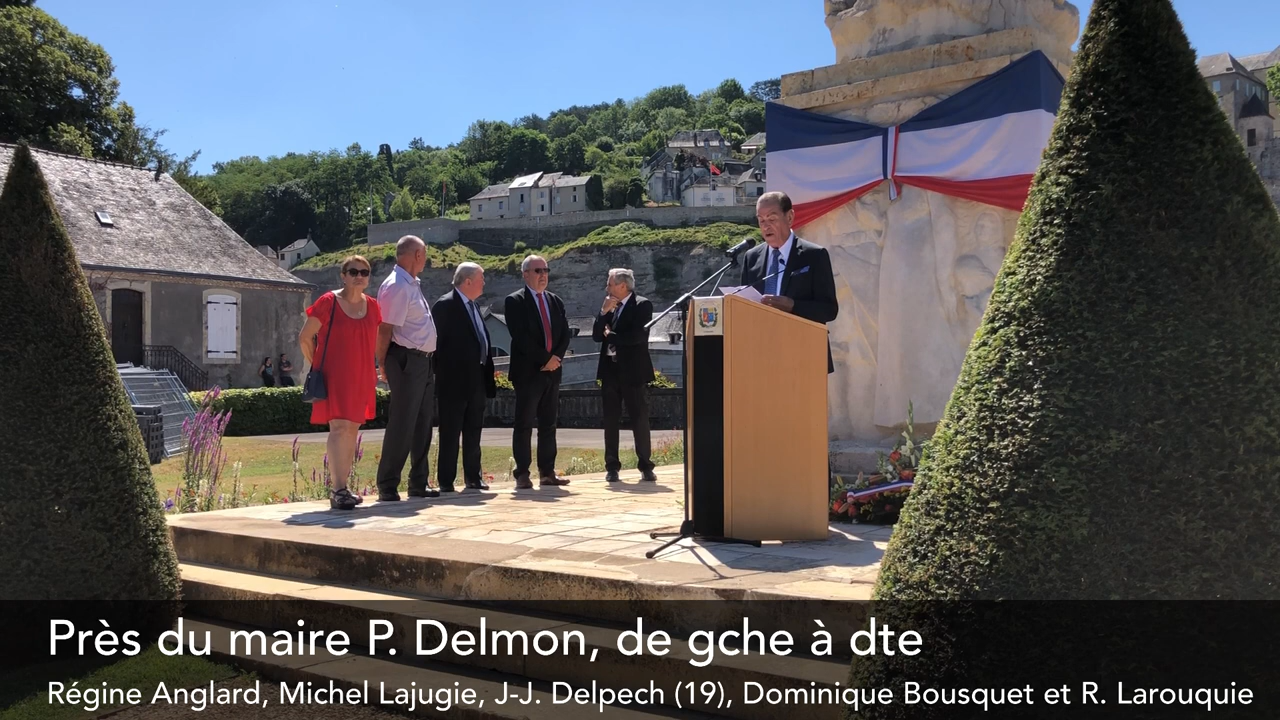 Près du maire P. Delmon, de gche à dte
Régine Anglard, Michel Lajugie, J-J. Delpech (19), Dominique Bousquet et R. Larouquie